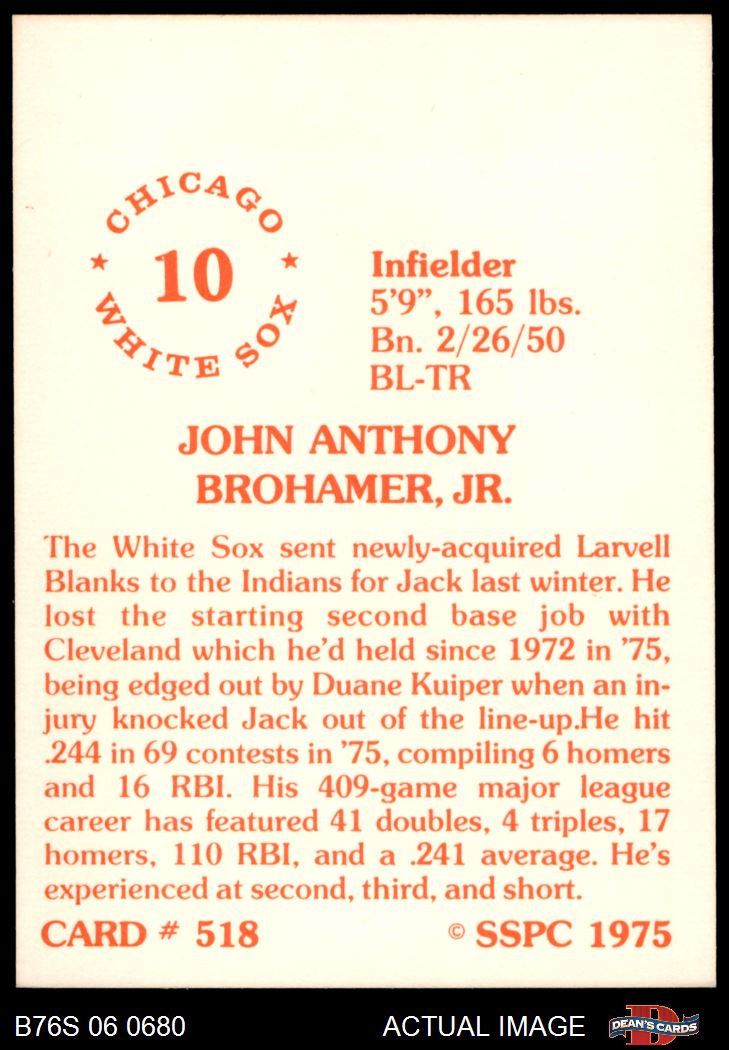 CHICAGO
10
WHITE SOX
Infielder
5'9", 165 lbs.
Bn. 2/26/50
BL-TR
JOHN ANTHONY
BROHAMER, JR.
The White Sox sent newly-acquired Larvell
Blanks to the Indians for Jack last winter. He
lost the starting second base job with
Cleveland which he'd held since 1972 in '75,
being edged out by Duane Kuiper when an in-
jury knocked Jack out of the line-up.He hit
.244 in 69 contests in '75, compiling 6 homers
and 16 RBI. His 409-game major league
career has featured 41 doubles, 4 triples, 17
homers, 110 RBI, and a .241 average. He's
experienced at second, third, and short.
CARD # 518 © SSPC 1975
B76S 06 0680 ACTUAL IMAGE D DEAN'S CARDS